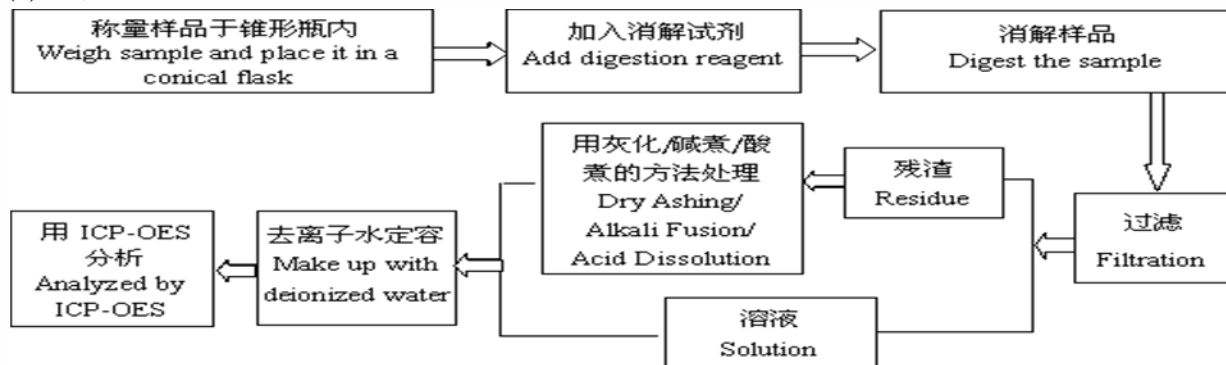 称量样品于锥形瓶内
Weigh sample and place it in a
conical flask
加入消解试剂
Add digestion reagent
消解样品
Digest the sample
过滤
Filtration
残渣
Residue
用灰化/碱煮/酸
煮的方法处理
Dry Ashing/
Alkali Fusion/
Acid Dissolution
溶液
Solution
去离子水定容
Make up with
deionized water
用 ICP-OES
分析
Analyzed by
ICP-OES